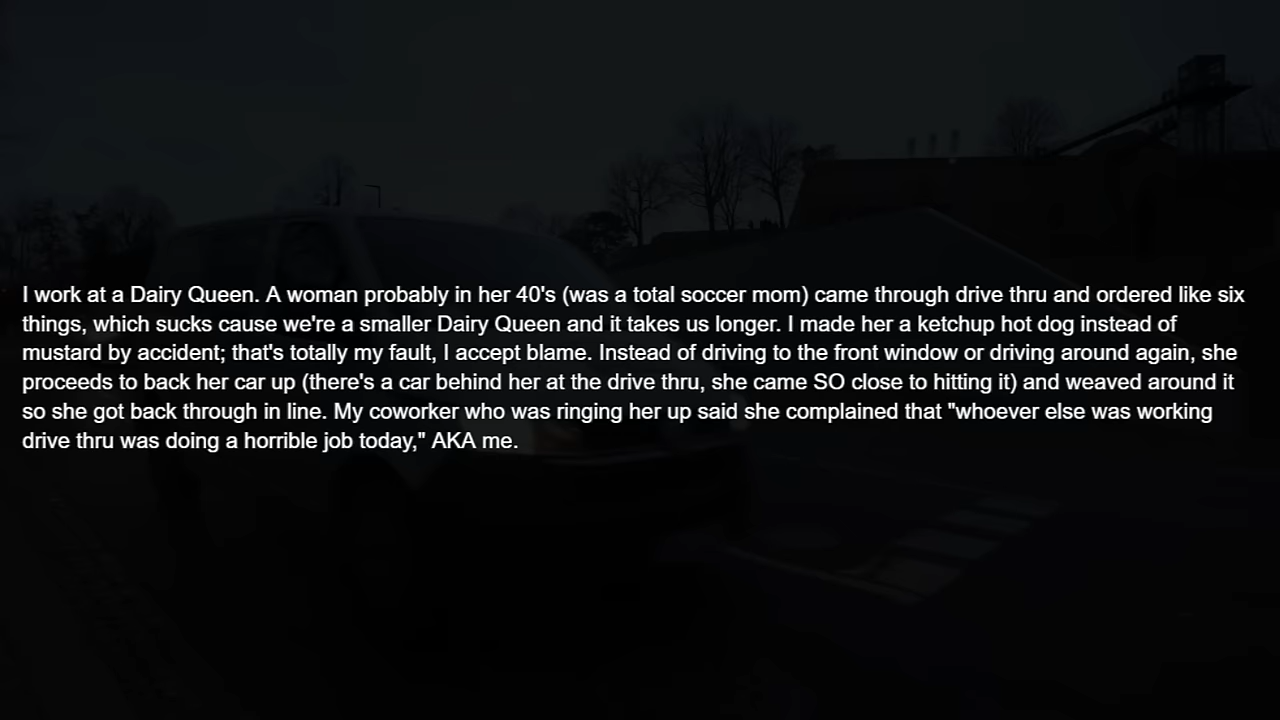 I work at a Dairy Queen. A woman probably in her 40's (was a total soccer mom) came through drive thru and ordered like six
things, which sucks cause we're a smaller Dairy Queen and it takes us longer. I made her a ketchup hot dog instead of
mustard by accident; that's totally my fault, I accept blame. Instead of driving to the front window or driving around again, she
proceeds to back her car up (there's a car behind her at the drive thru, she came SO close to hitting it) and weaved around it
so she got back through in line. My coworker who was ringing her up said she complained that "whoever else was working
drive thru was doing a horrible job today," AKA me.